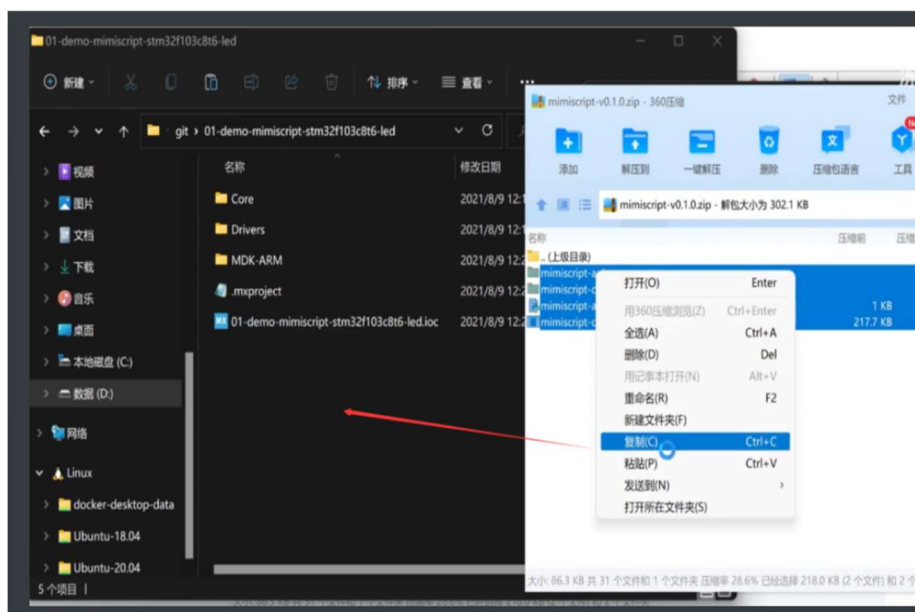 01-demo-mimiscript-stm32f103c8t6-led
新建
排序
查看
git > 01-demo-mimiscript-stm32f103c8t6-led
名称
修改日期
视频
图片
文档
下载
音乐
桌面
本地磁盘 (C:)
数据 (D:)
网络
Linux
docker-desktop-data
Ubuntu-18.04
Ubuntu-20.04
Core
2021/8/9 12:1
Drivers
2021/8/9 12:1
MDK-ARM
2021/8/9 12:2
.mxproject
2021/8/9 12:2
MX
01-demo-mimiscript-stm32f103c8t6-led.ioc
2021/8/9 12:2
5 个项目
mimiscript-v0.1.0.zip - 360压缩
文件
添加
解压到
一键解压
删除
压缩包语言
工具
mimiscript-v0.1.0.zip - 解包大小为 302.1 KB
名称
压缩前
压缩
.. (上级目录)
mimiscript-a
mimiscript-c
mimiscript-a
1 KB
mimiscript-c
217.7 KB
打开(O) Enter
用360压缩浏览(Z) Ctrl+Enter
全选(A) Ctrl+A
删除(D) Del
用记事本打开(N) Alt+V
重命名(R) F2
新建文件夹(F)
复制(C) Ctrl+C
粘贴(P) Ctrl+V
发送到(N)
打开所在文件夹(S)
大小: 86.3 KB 共 31 个文件和 1 个文件夹 压缩率 28.6% 已经选择 218.0 KB (2 个文件) 和 2 个